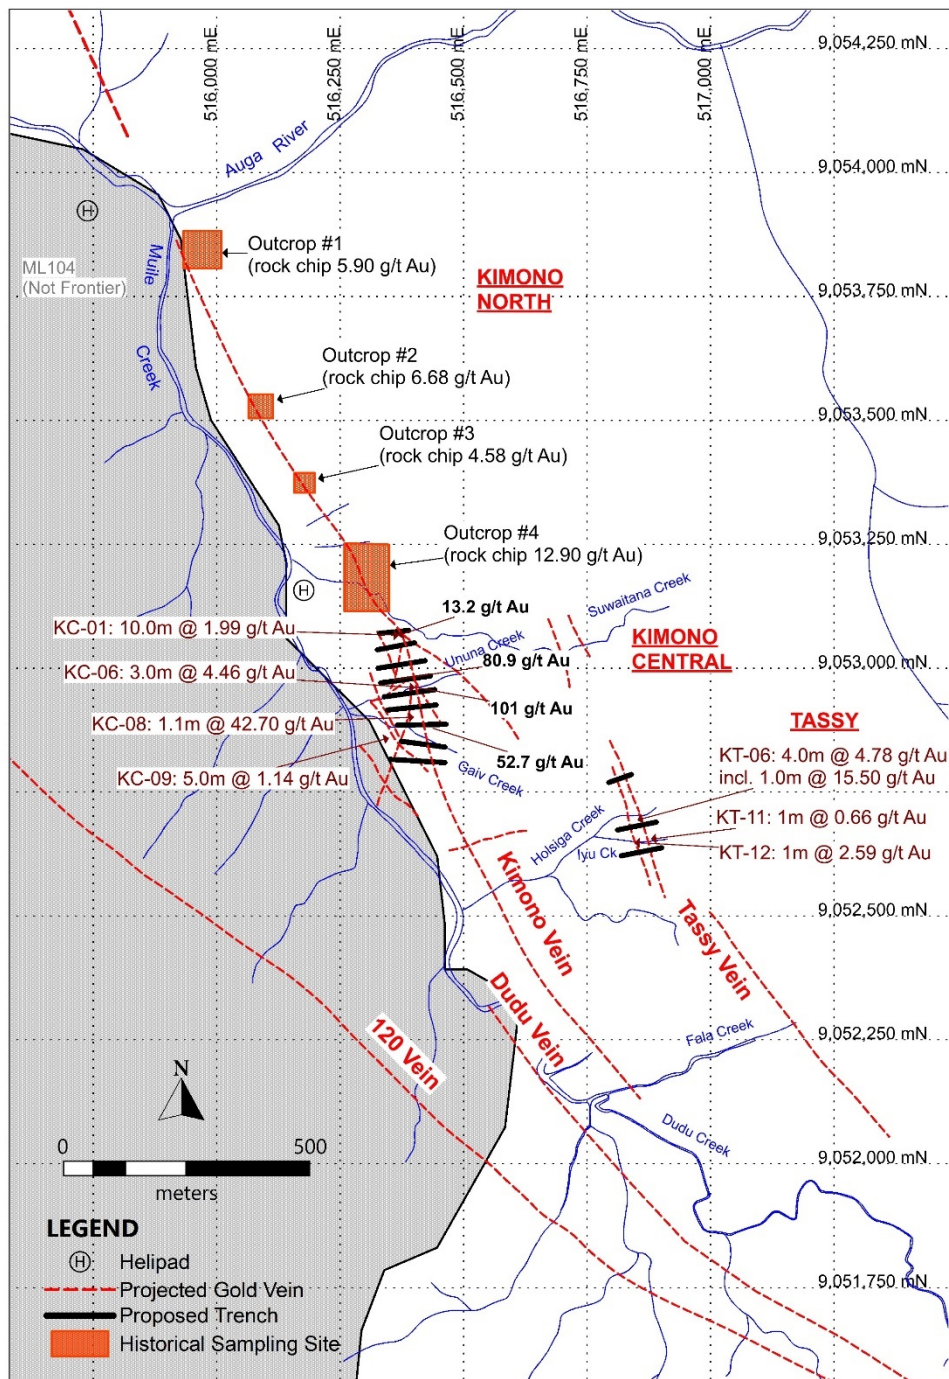 516,000 mE
516,250 mE
516,500 mE
516,750 mE
517,000 mE
9,054,250 mN
Auga River
9,054,000 mN
H
Muile
Creek
ML104
(Not Frontier)
Outcrop #1
(rock chip 5.90 g/t Au)
KIMONO
NORTH
9,053,750 mN
Outcrop #2
(rock chip 6.68 g/t Au)
9,053,500 mN
Outcrop #3
(rock chip 4.58 g/t Au)
9,053,250 mN
Outcrop #4
(rock chip 12.90 g/t Au)
H
13.2 g/t Au
Suwaitana Creek
KC-01: 10.0m @ 1.99 g/t Au
Ununa Creek
KIMONO
CENTRAL
80.9 g/t Au
9,053,000 mN
KC-06: 3.0m @ 4.46 g/t Au
101 g/t Au
KC-08: 1.1m @ 42.70 g/t Au
TASSY
52.7 g/t Au
KC-09: 5.0m @ 1.14 g/t Au
Gaiv Creek
KT-06: 4.0m @ 4.78 g/t Au
incl. 1.0m @ 15.50 g/t Au
KT-11: 1m @ 0.66 g/t Au
KT-12: 1m @ 2.59 g/t Au
Holsiga Creek
Iyu Ck
9,052,500 mN
Kimono Vein
Tassy Vein
Dudu Vein
120 Vein
9,052,250 mN
Fala Creek
Dudu Creek
N
0 500
meters
9,052,000 mN
LEGEND
H Helipad
Projected Gold Vein
Proposed Trench
Historical Sampling Site
9,051,750 mN